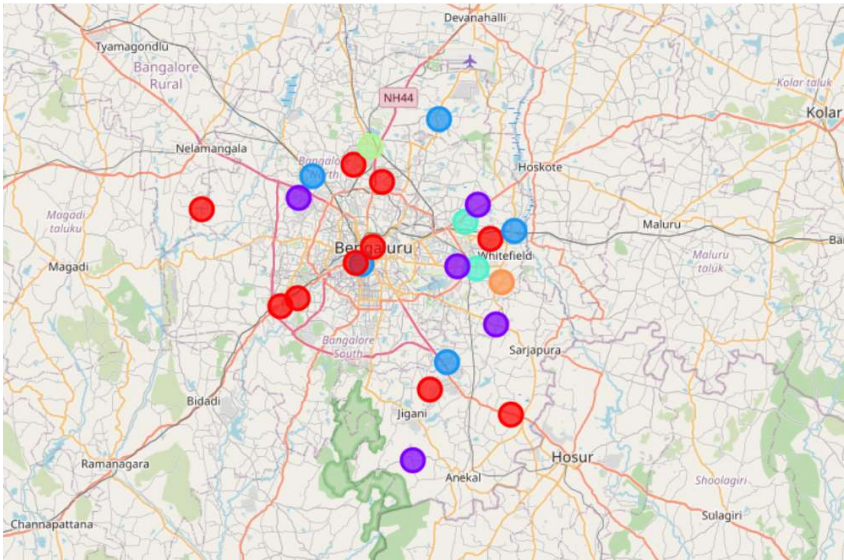 Devanahalli
Tyamagondlu
Bangalore
Rural
Kolar taluk
NH44
Kolar
Nelamangala
Bangalore
North
Hoskote
Magadi
taluku
Maluru
Bengaluru
Whitefield
Magadi
Maluru
taluk
Bangalore
South
Sarjapura
Bidadi
Jigani
Hosur
Ramanagara
Anekal
Shoolagiri
Sulagiri
Channapattana